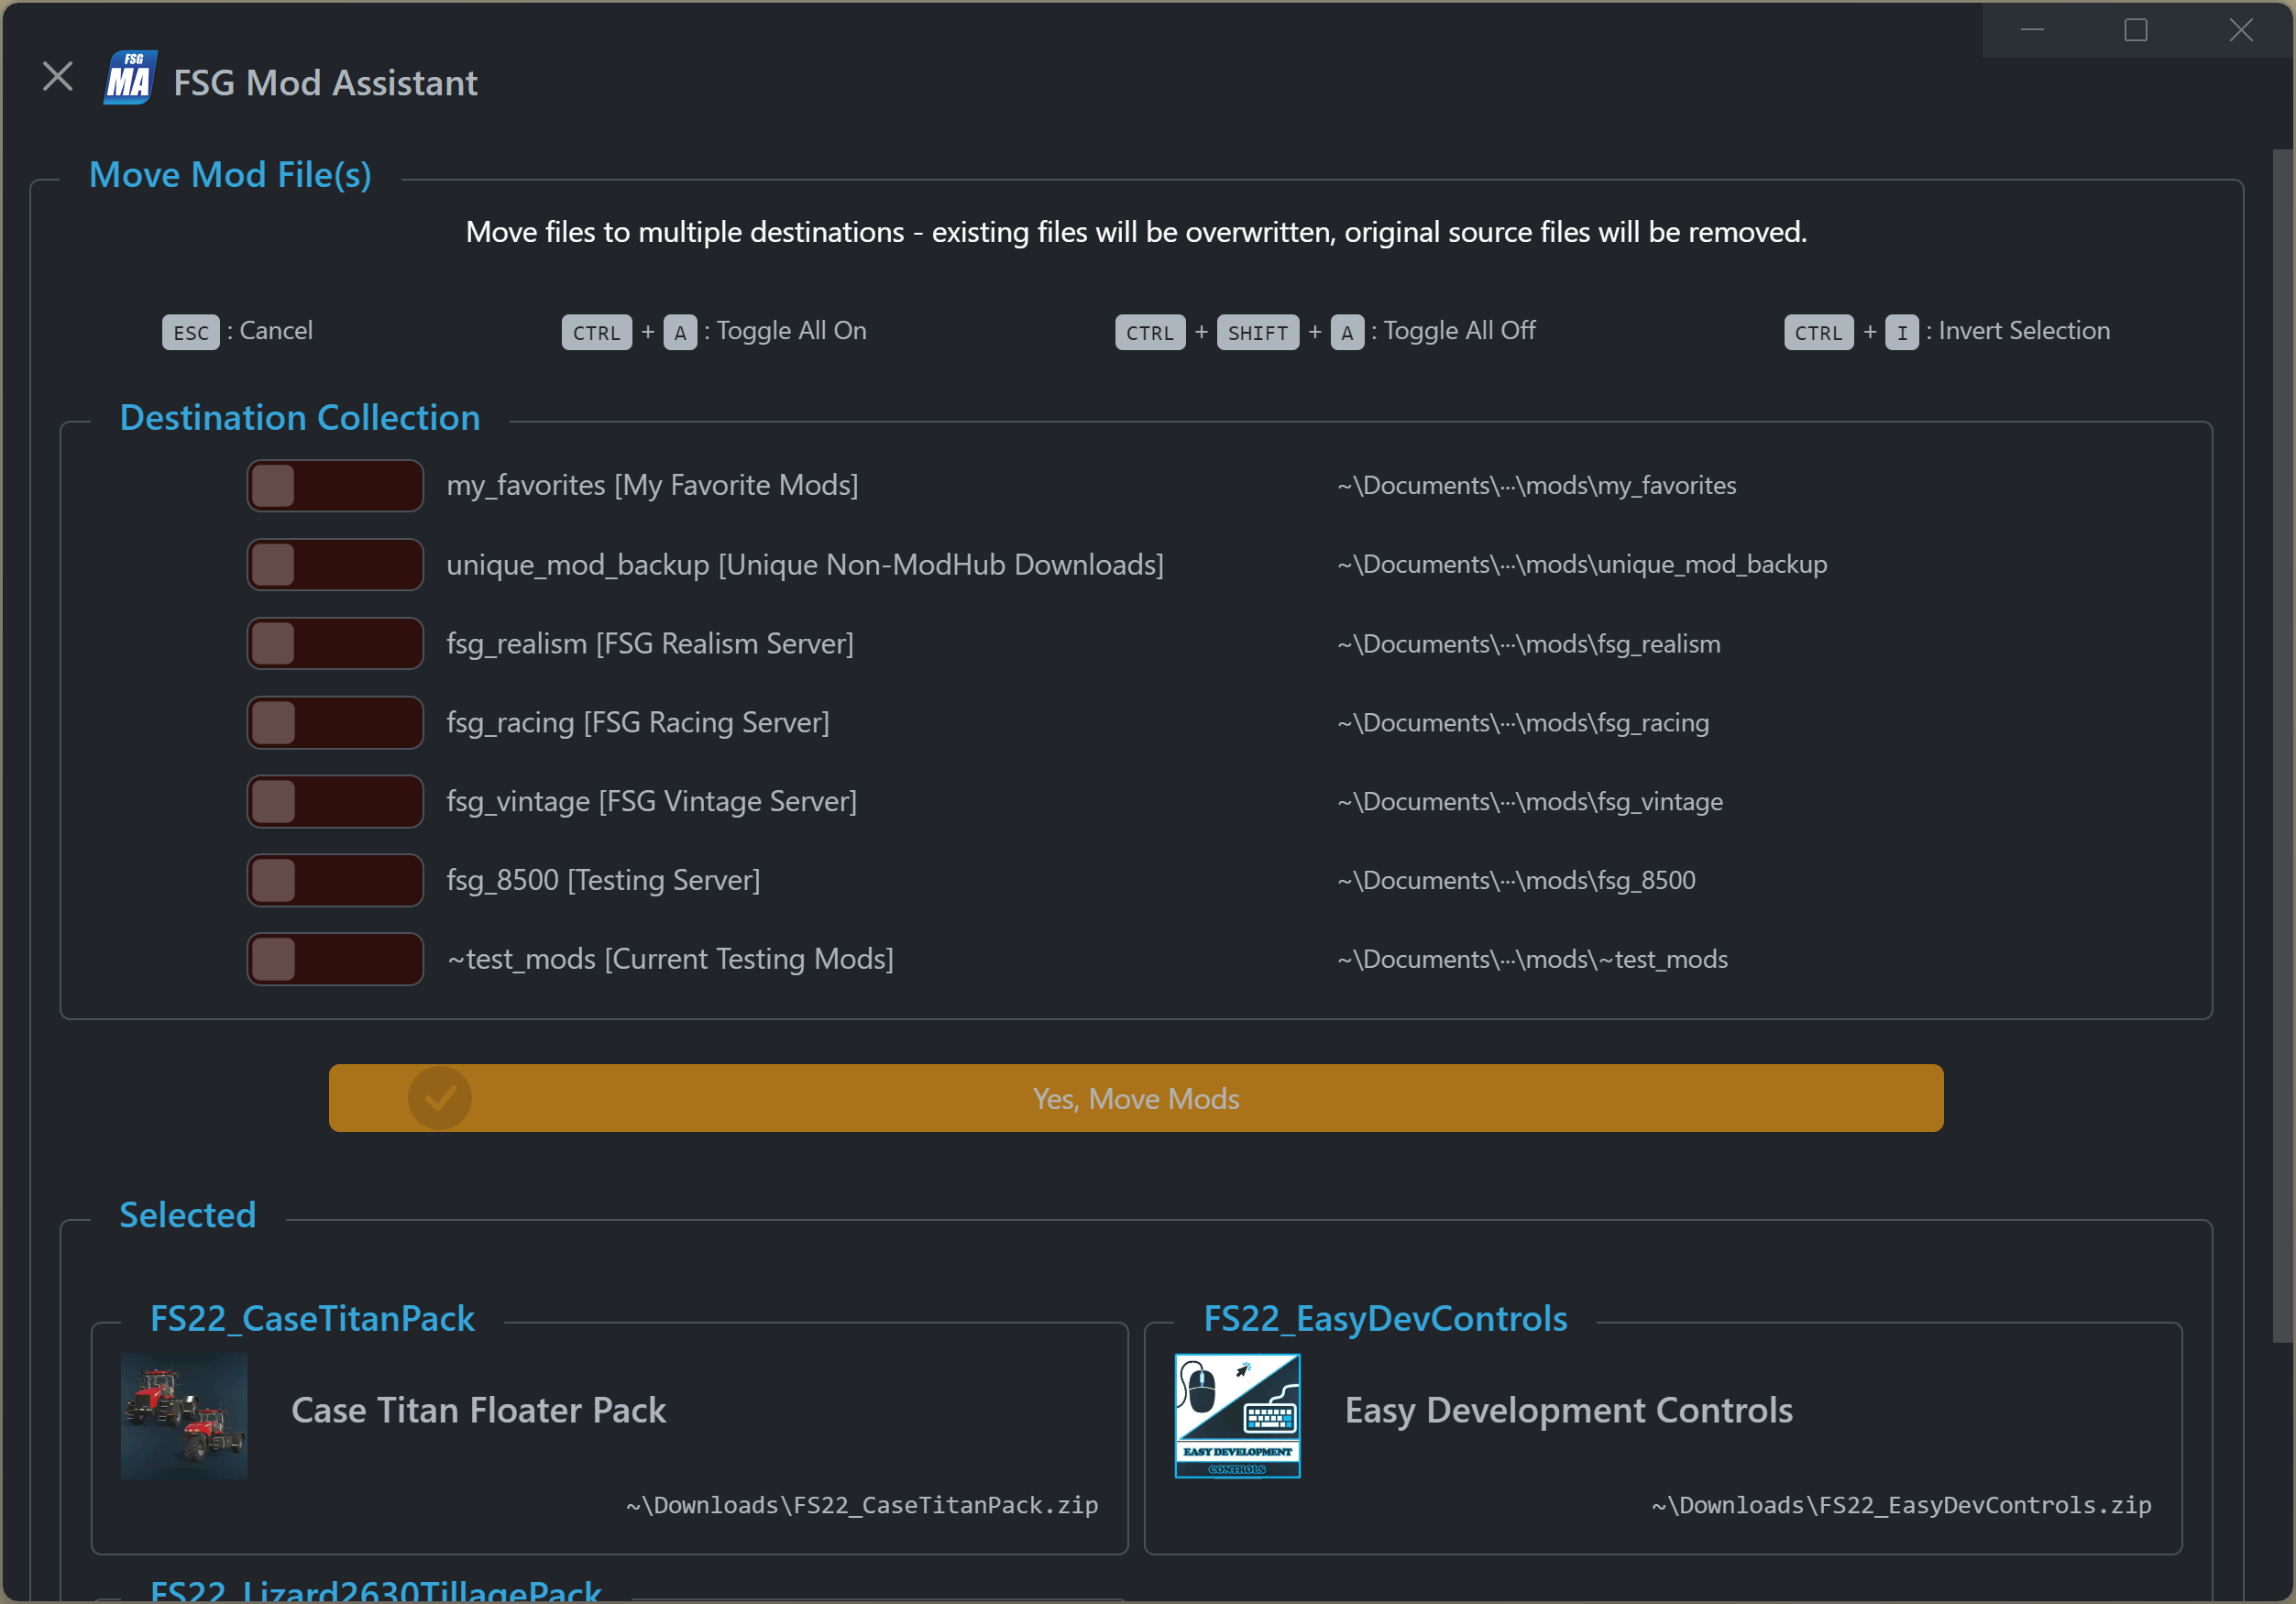 FSG
MA
FSG Mod Assistant
Move Mod File(s)
Move files to multiple destinations - existing files will be overwritten, original source files will be removed.
ESC : Cancel
CTRL + A : Toggle All On
CTRL + SHIFT + A : Toggle All Off
CTRL + I : Invert Selection
Destination Collection
my_favorites [My Favorite Mods] ~\Documents\···\mods\my_favorites
unique_mod_backup [Unique Non-ModHub Downloads] ~\Documents\···\mods\unique_mod_backup
fsg_realism [FSG Realism Server] ~\Documents\···\mods\fsg_realism
fsg_racing [FSG Racing Server] ~\Documents\···\mods\fsg_racing
fsg_vintage [FSG Vintage Server] ~\Documents\···\mods\fsg_vintage
fsg_8500 [Testing Server] ~\Documents\···\mods\fsg_8500
~test_mods [Current Testing Mods] ~\Documents\···\mods\~test_mods
Yes, Move Mods
Selected
FS22_CaseTitanPack
Case Titan Floater Pack
~\Downloads\FS22_CaseTitanPack.zip
FS22_EasyDevControls
EASY DEVELOPMENT
CONTROLS
Easy Development Controls
~\Downloads\FS22_EasyDevControls.zip
FS22_Lizard2630TillagePack